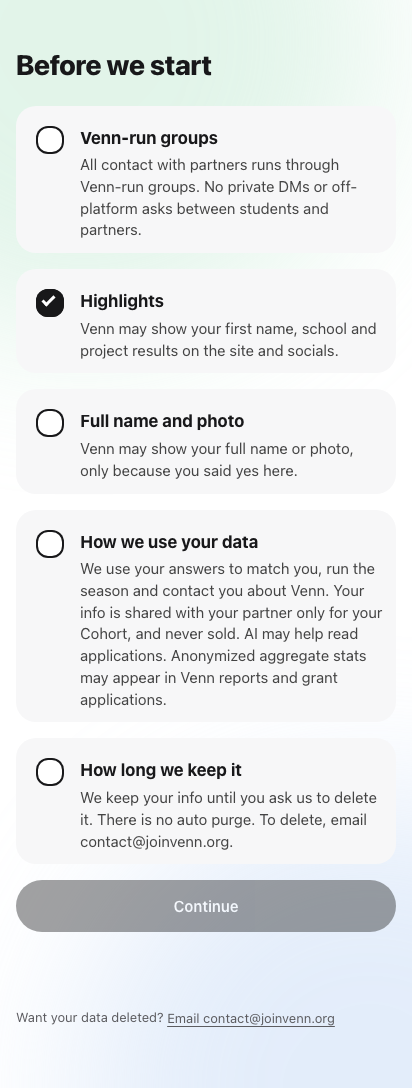 Before we start
Venn-run groups
All contact with partners runs through
Venn-run groups. No private DMs or off-
platform asks between students and
partners.
Highlights
Venn may show your first name, school and
project results on the site and socials.
Full name and photo
Venn may show your full name or photo,
only because you said yes here.
How we use your data
We use your answers to match you, run the
season and contact you about Venn. Your
info is shared with your partner only for your
Cohort, and never sold. AI may help read
applications. Anonymized aggregate stats
may appear in Venn reports and grant
applications.
How long we keep it
We keep your info until you ask us to delete
it. There is no auto purge. To delete, email
contact@joinvenn.org.
Continue
Want your data deleted? Email contact@joinvenn.org